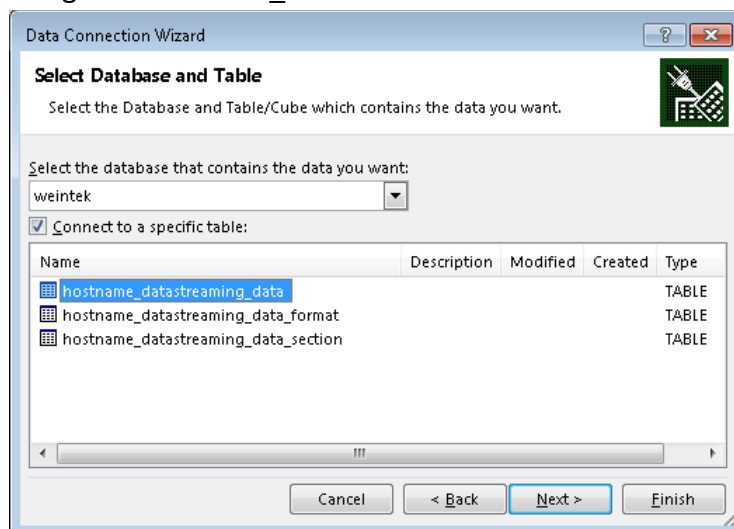 Data Connection Wizard
Select Database and Table
Select the Database and Table/Cube which contains the data you want.
Select the database that contains the data you want:
weintek
Connect to a specific table:
Name Description Modified Created Type
hostname_datastreaming_data TABLE
hostname_datastreaming_data_format TABLE
hostname_datastreaming_data_section TABLE
Cancel < Back Next > Finish